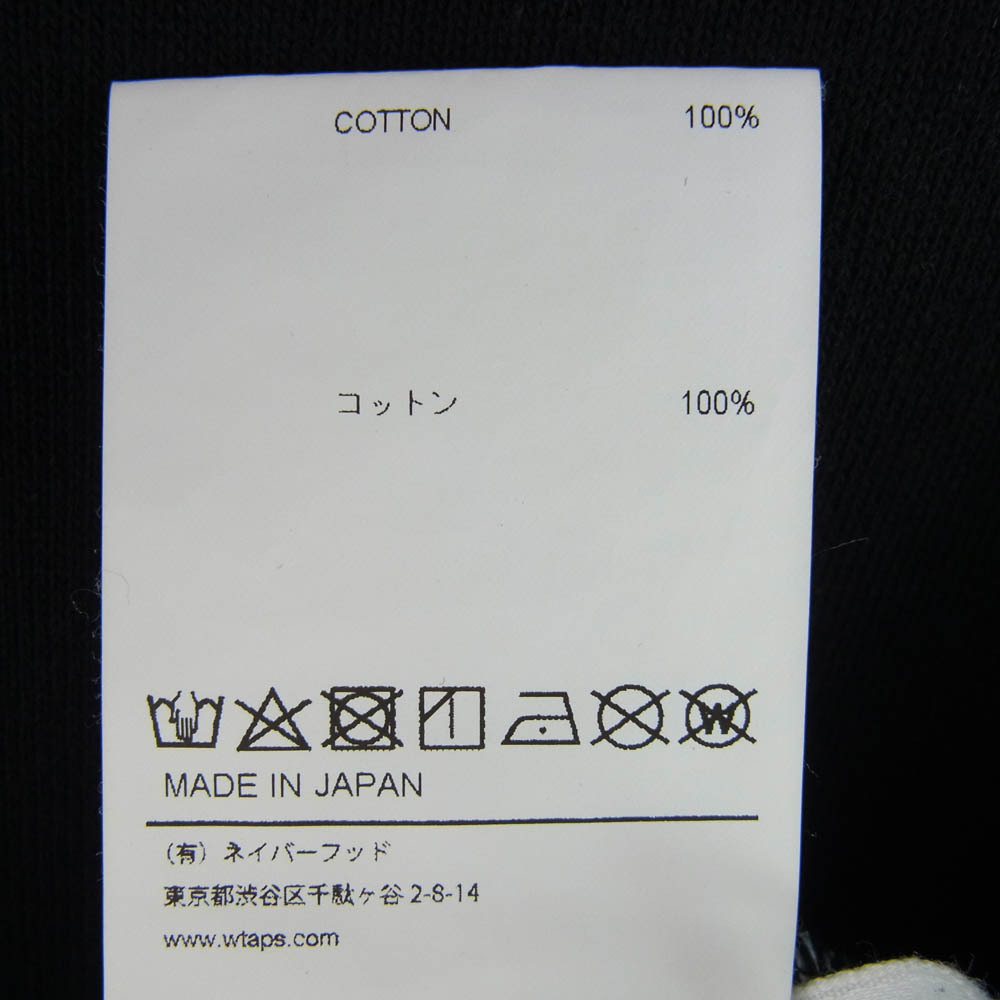 COTTON 100%
コットン 100%
W
MADE IN JAPAN
(有) ネイバーフッド
東京都渋谷区千駄ヶ谷 2-8-14
www.wtaps.com